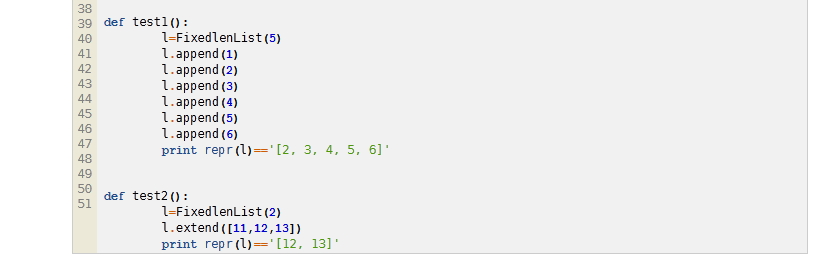 38
39 def test1():
40 l=FixedlenList(5)
41 l.append(1)
42 l.append(2)
43 l.append(3)
44 l.append(4)
45 l.append(5)
46 l.append(6)
47 print repr(l)=='[2, 3, 4, 5, 6]'
48
49
50 def test2():
51 l=FixedlenList(2)
l.extend([11,12,13])
print repr(l)=='[12, 13]'